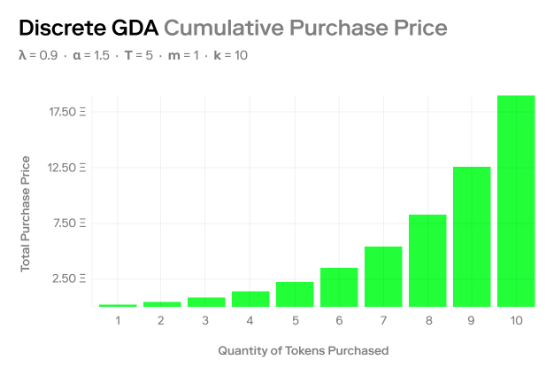 Discrete GDA Cumulative Purchase Price
λ = 0.9 · α = 1.5 · T = 5 · m = 1 · k = 10
17.50 Ξ
12.50 Ξ
7.50 Ξ
2.50 Ξ
Total Purchase Price
1 2 3 4 5 6 7 8 9 10
Quantity of Tokens Purchased